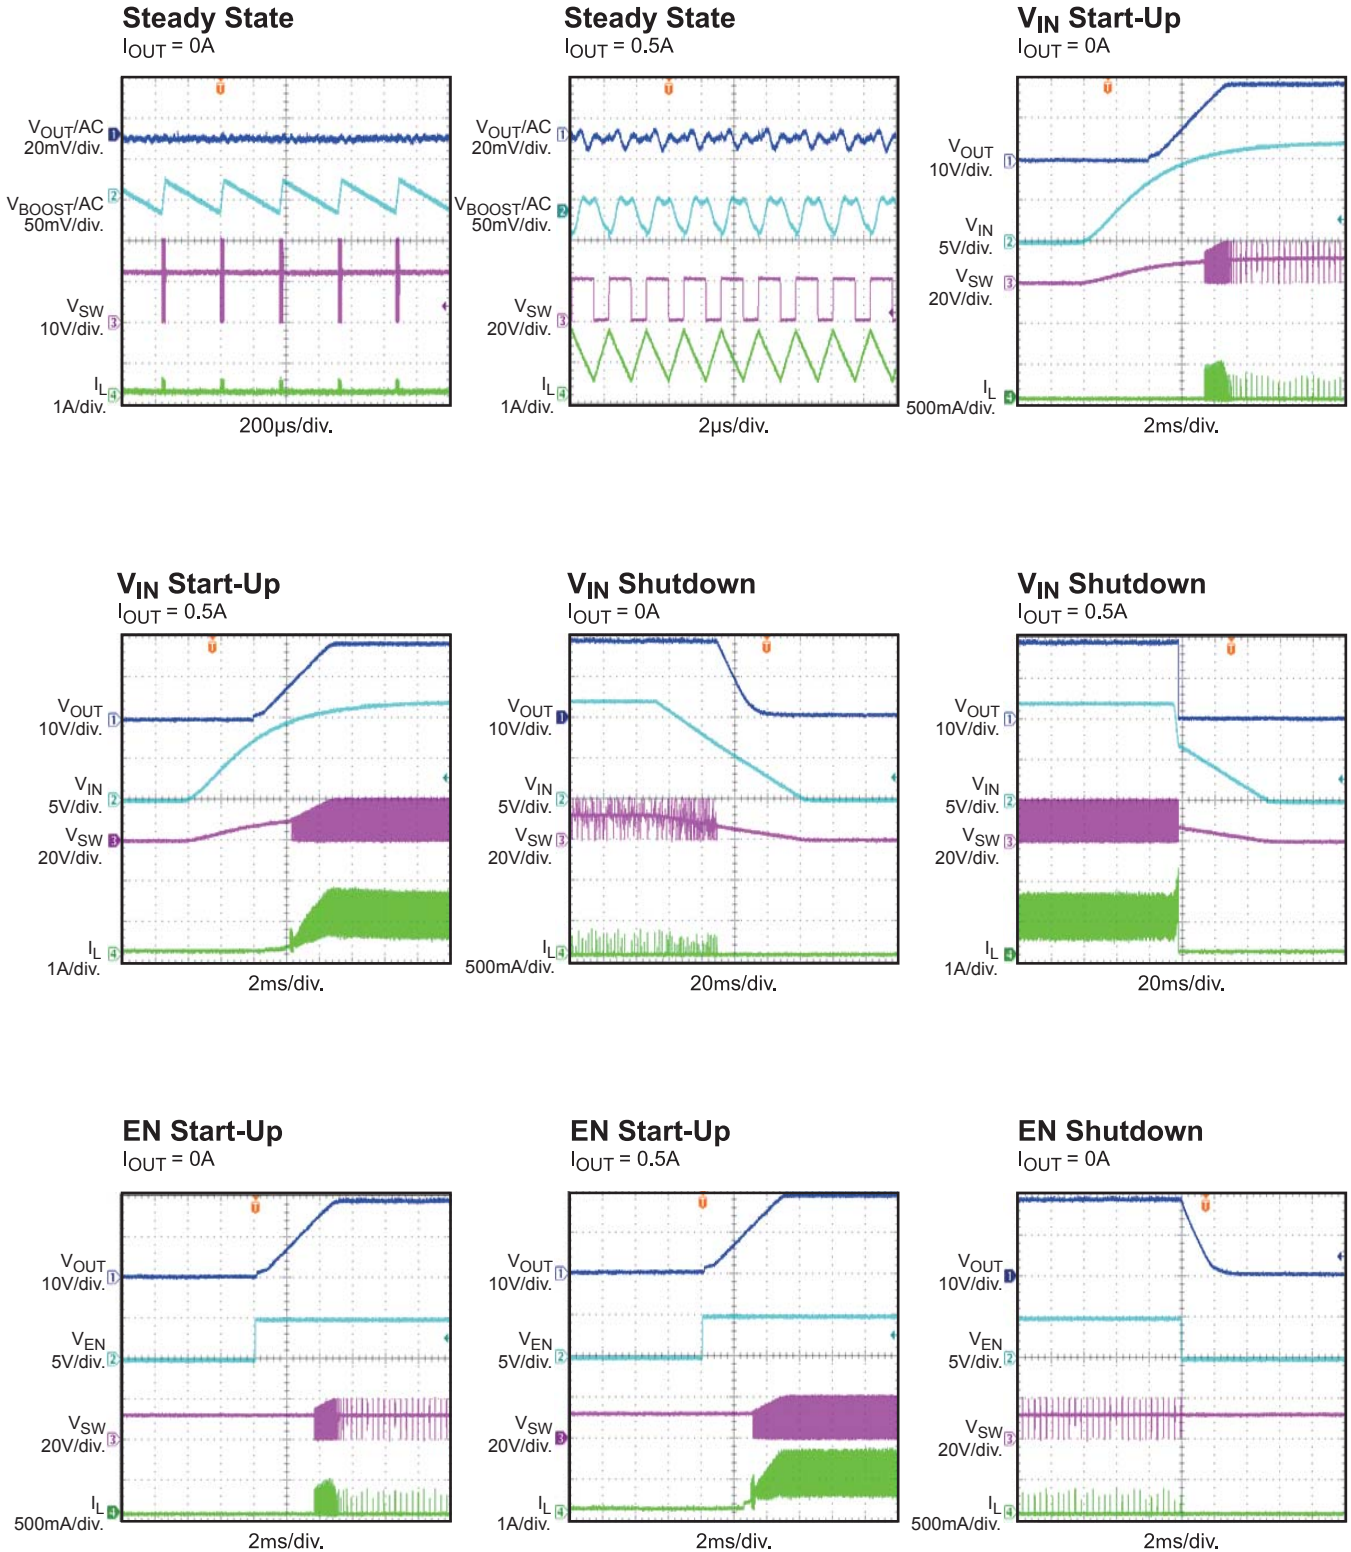 Steady State
IOUT = 0A
VOUT/AC
20mV/div.
VBOOST/AC
50mV/div.
VSW
10V/div.
IL
1A/div.
200µs/div.
Steady State
IOUT = 0.5A
VOUT/AC
20mV/div.
VBOOST/AC
50mV/div.
VSW
20V/div.
IL
1A/div.
2µs/div.
VIN Start-Up
IOUT = 0A
VOUT
10V/div.
VIN
5V/div.
VSW
20V/div.
IL
500mA/div.
2ms/div.
VIN Start-Up
IOUT = 0.5A
VOUT
10V/div.
VIN
5V/div.
VSW
20V/div.
IL
1A/div.
2ms/div.
VIN Shutdown
IOUT = 0A
VOUT
10V/div.
VIN
5V/div.
VSW
20V/div.
IL
500mA/div.
20ms/div.
VIN Shutdown
IOUT = 0.5A
VOUT
10V/div.
VIN
5V/div.
VSW
20V/div.
IL
1A/div.
20ms/div.
EN Start-Up
IOUT = 0A
VOUT
10V/div.
VEN
5V/div.
VSW
20V/div.
IL
500mA/div.
2ms/div.
EN Start-Up
IOUT = 0.5A
VOUT
10V/div.
VEN
5V/div.
VSW
20V/div.
IL
1A/div.
2ms/div.
EN Shutdown
IOUT = 0A
VOUT
10V/div.
VEN
5V/div.
VSW
20V/div.
IL
500mA/div.
2ms/div.